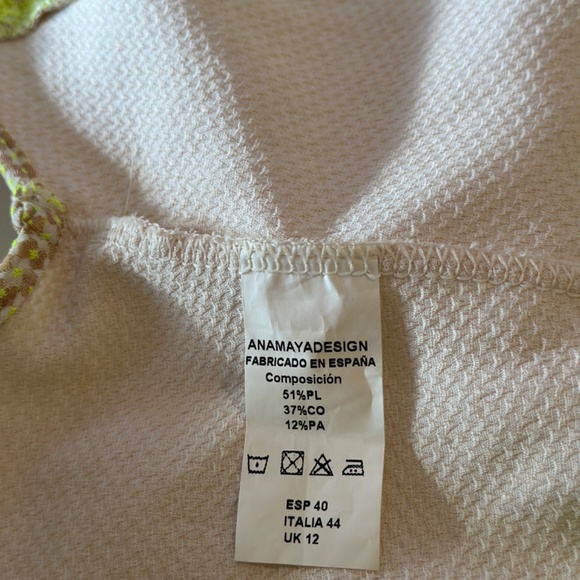 ANAMAYADESIGN
FABRICADO EN ESPAÑA
Composición
51%PL
37%CO
12%PA
ESP 40
ITALIA 44
UK 12